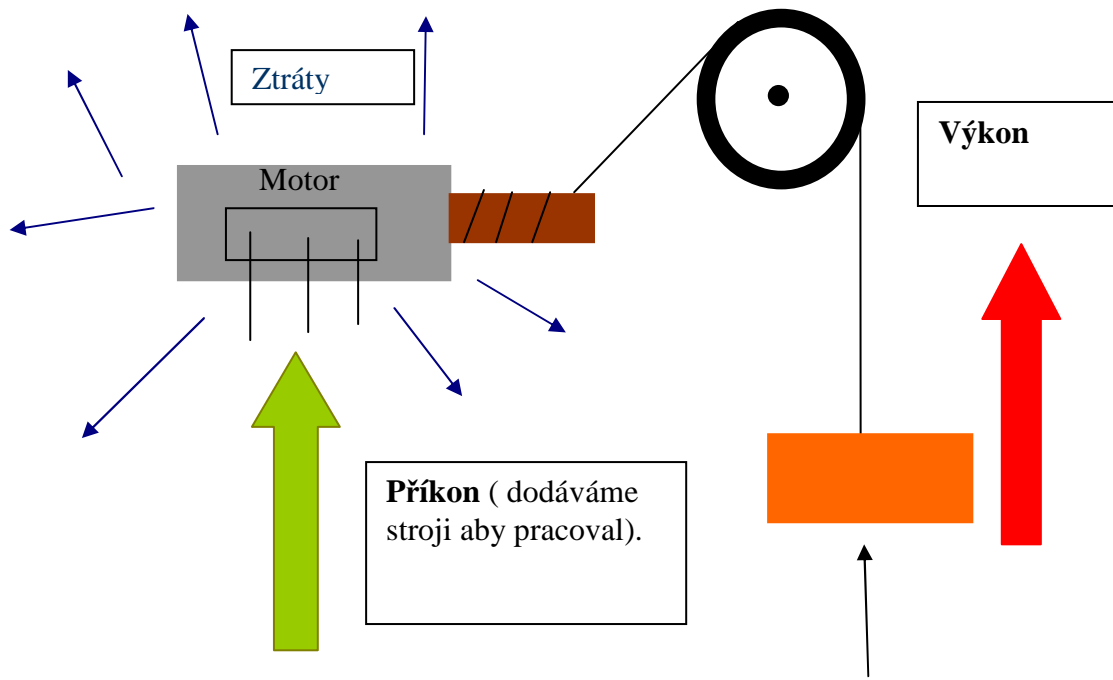 Ztráty
Výkon
Motor
Příkon ( dodáváme
stroji aby pracoval).